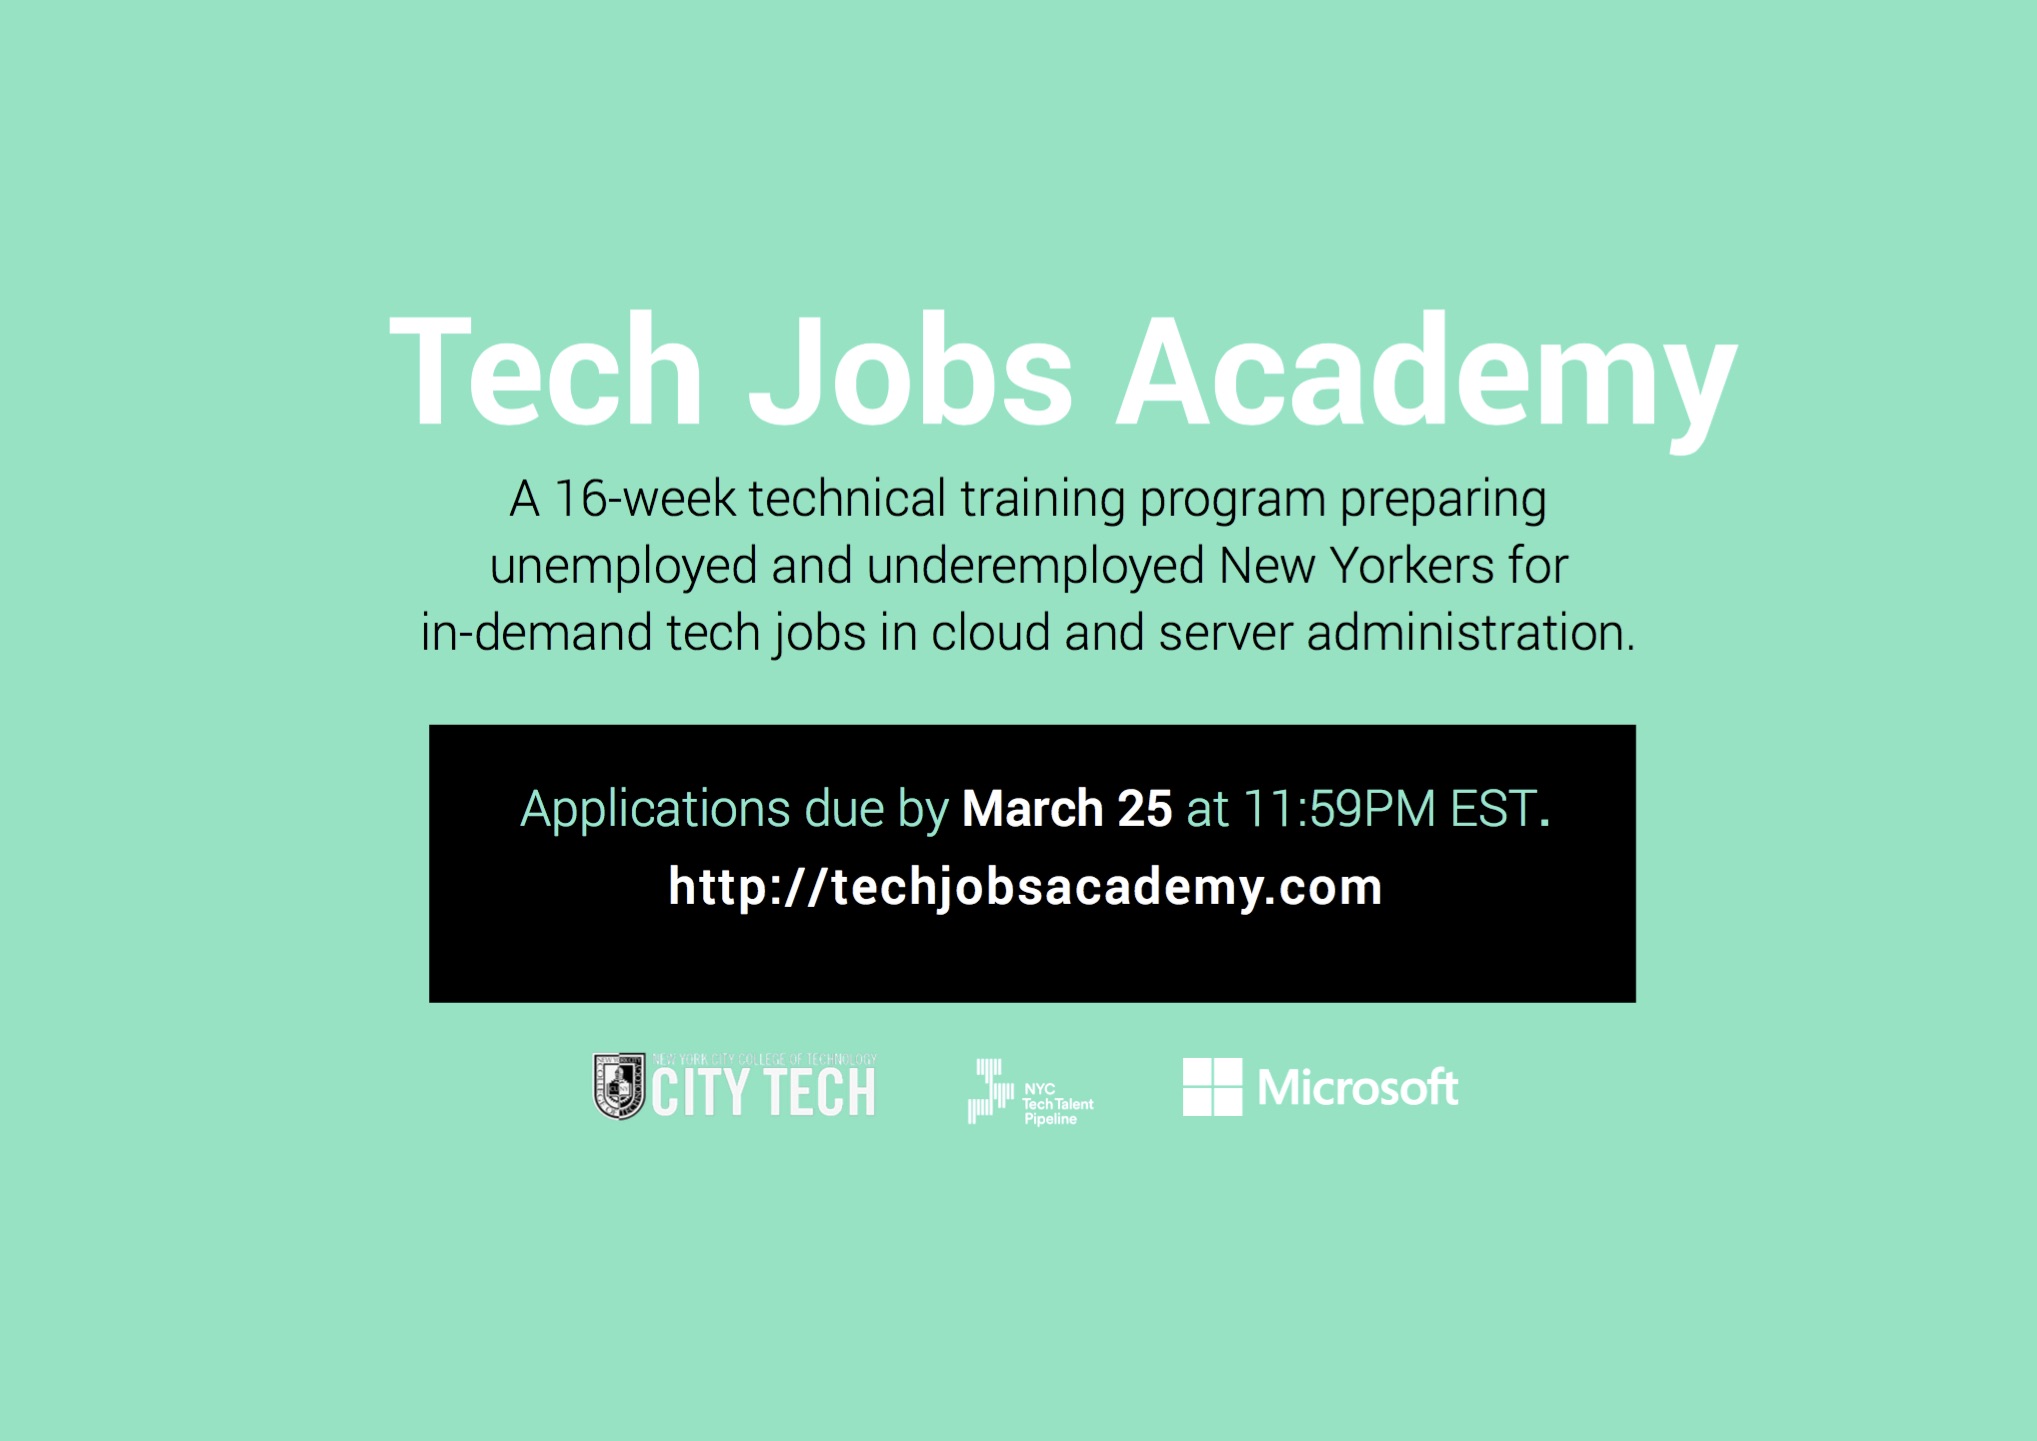 Tech Jobs Academy
A 16-week technical training program preparing
unemployed and underemployed New Yorkers for
in-demand tech jobs in cloud and server administration.
Applications due by March 25 at 11:59PM EST.
http://techjobsacademy.com
NEW YORK CITY COLLEGE OF TECHNOLOGY
CITY TECH
NYC
Tech Talent
Pipeline
Microsoft